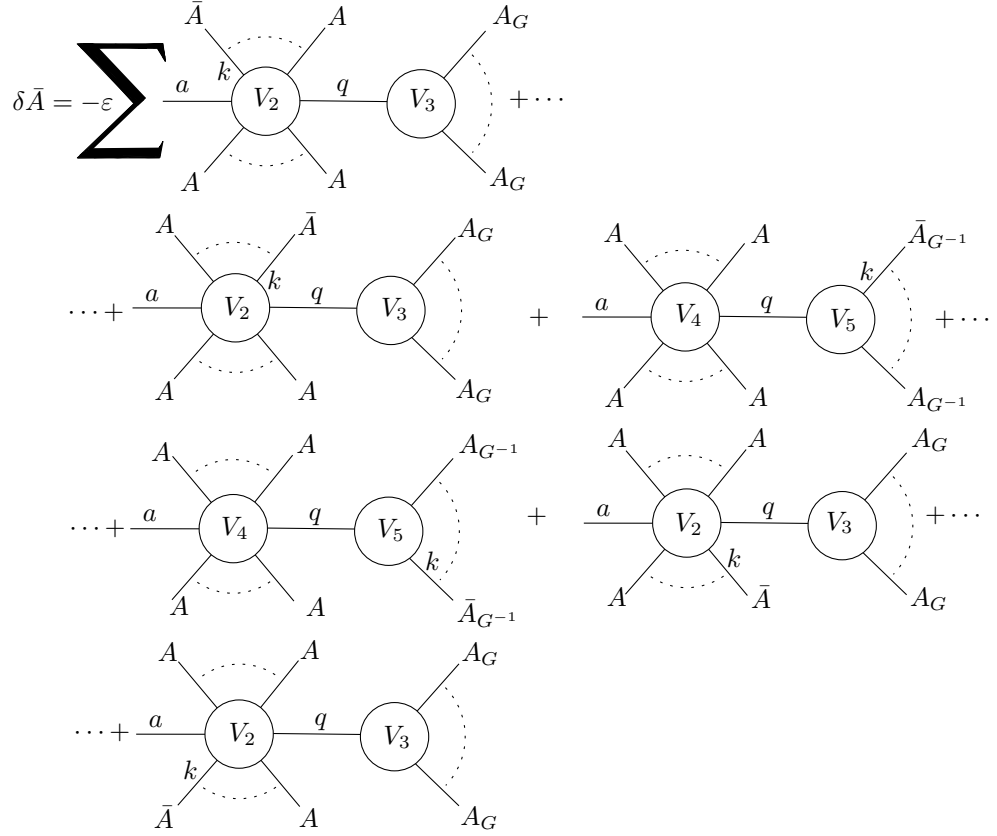 Ā A A_G
δĀ = −ε∑ a k V₂ q V₃ + ⋯
A A A_G
A Ā A_G A A Ā_{G⁻¹}
⋯ + a V₂ k q V₃ + a V₄ q V₅ k + ⋯
A A A_G A A A_{G⁻¹}
A A A_{G⁻¹} A A A_G
⋯ + a V₄ q V₅ k + a V₂ k q V₃ + ⋯
A A Ā_{G⁻¹} A Ā A_G
A A A_G
⋯ + a k V₂ q V₃
Ā A A_G